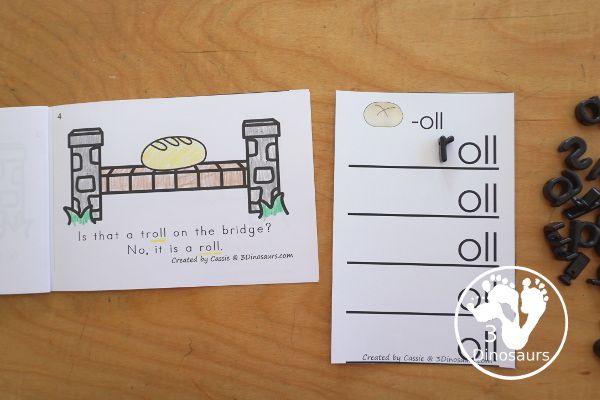 4
Is that a troll on the bridge?
No, it is a roll.
Created by Cassie @ 3Dinosaurs.com
-oll
roll
oll
oll
oll
oll
Created by Cassie @ 3Dinosaurs.com
3
Dinosaurs